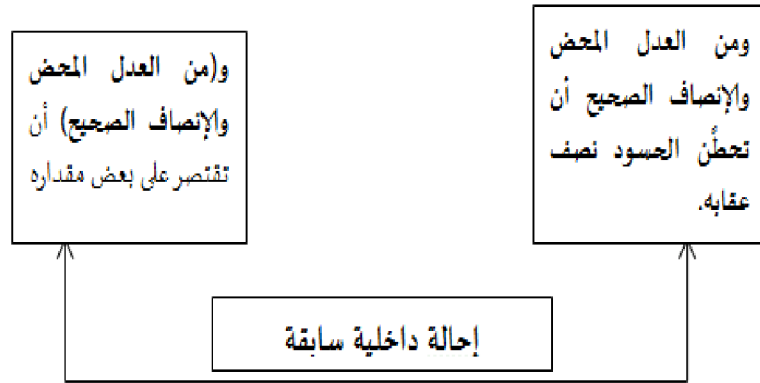 ومن العدل المحض
والإنصاف الصحيح أن
تحطَّن الحسود نصف
عقابه.
و(من العدل المحض
والإنصاف الصحيح) أن
تقتصر على بعض مقداره
إحالة داخلية سابقة